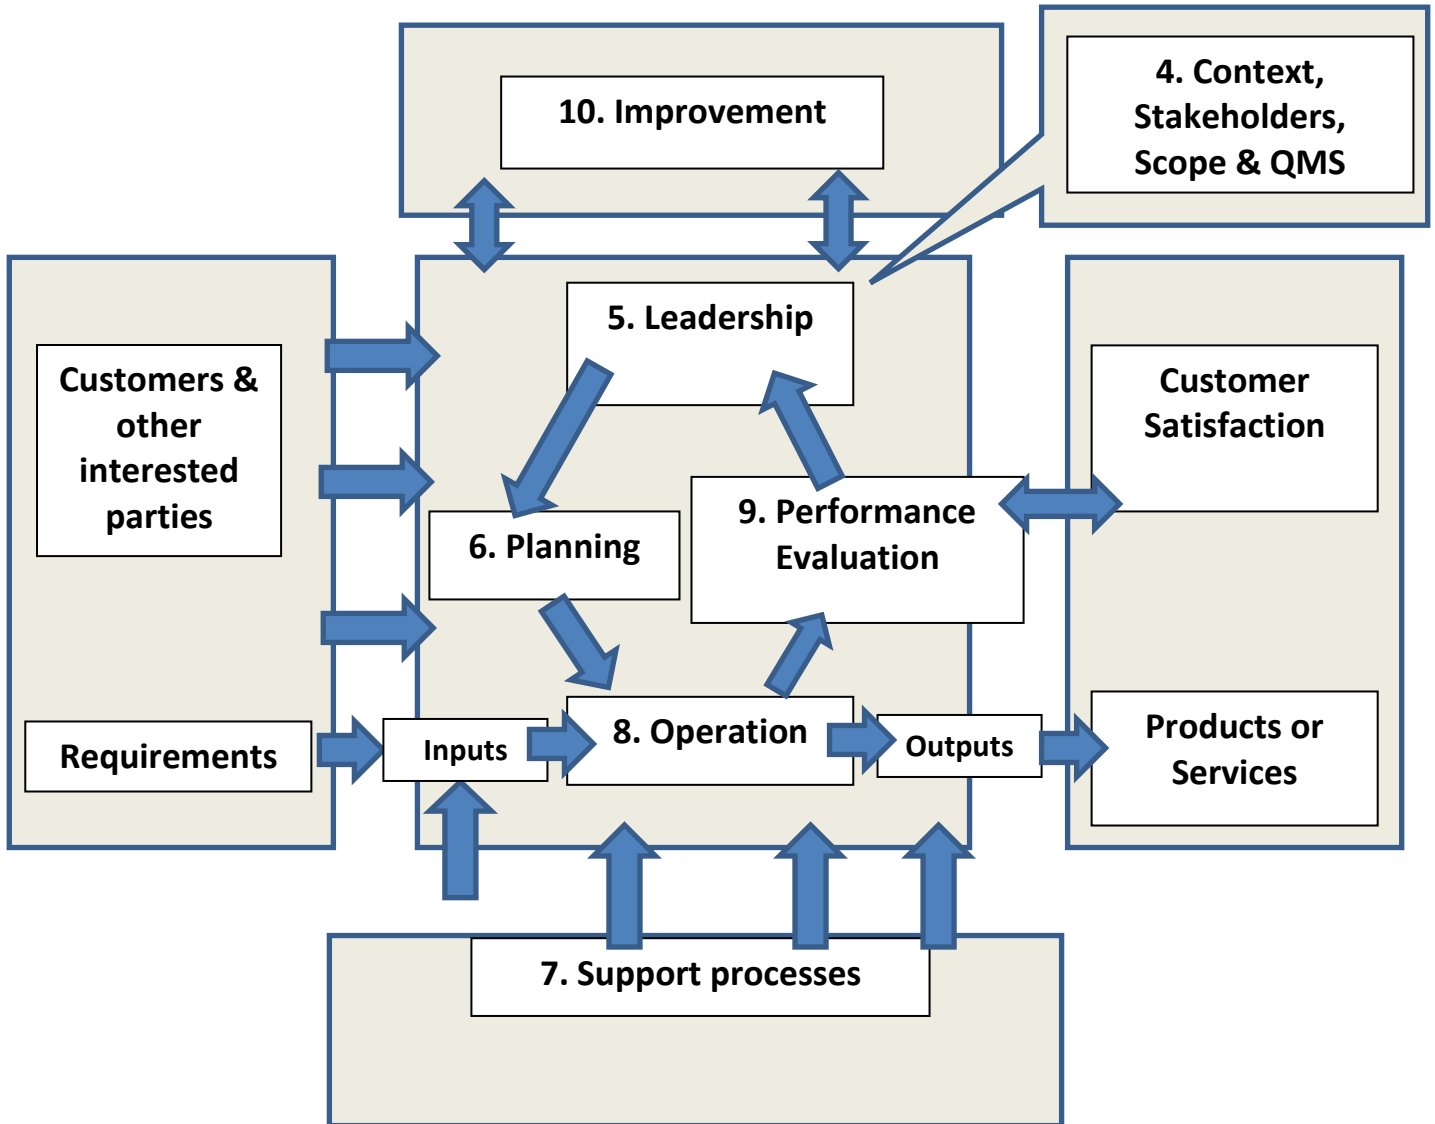 10. Improvement
4. Context,
Stakeholders,
Scope & QMS
5. Leadership
Customers &
other
interested
parties
Customer
Satisfaction
9. Performance
Evaluation
6. Planning
Requirements
Inputs
8. Operation
Outputs
Products or
Services
7. Support processes